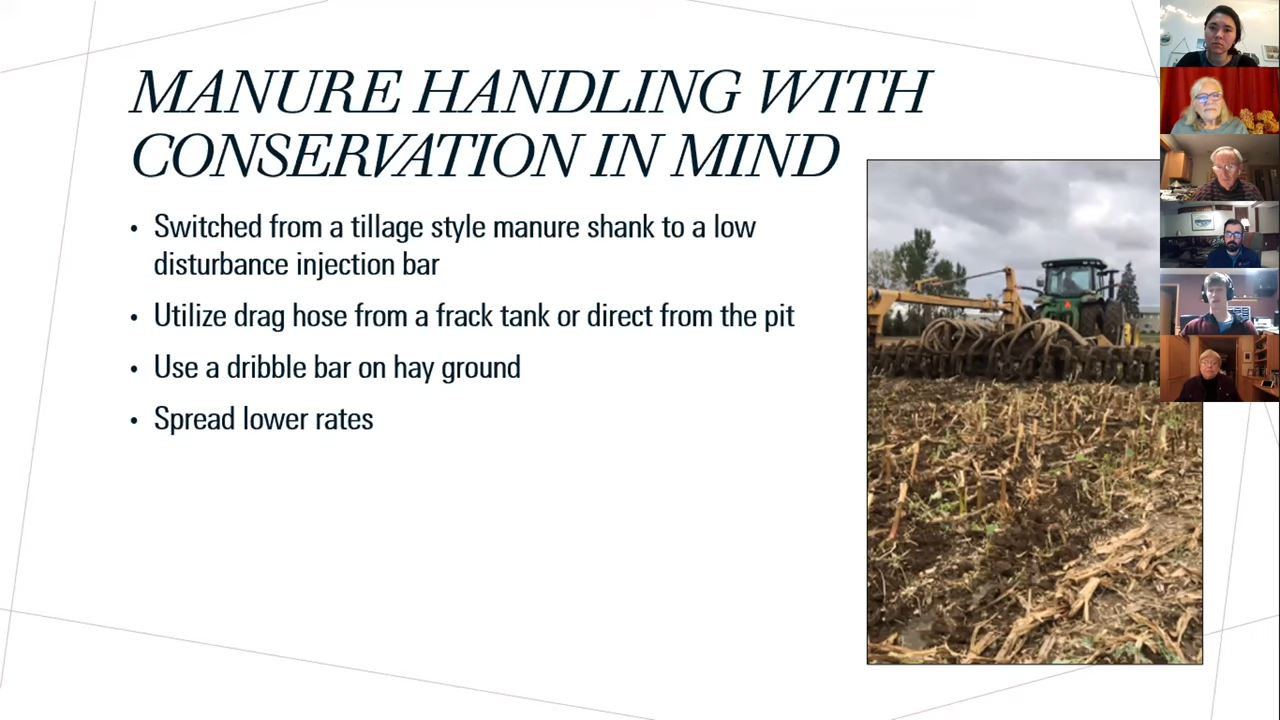 MANURE HANDLING WITH
CONSERVATION IN MIND
• Switched from a tillage style manure shank to a low
disturbance injection bar
• Utilize drag hose from a frack tank or direct from the pit
• Use a dribble bar on hay ground
• Spread lower rates